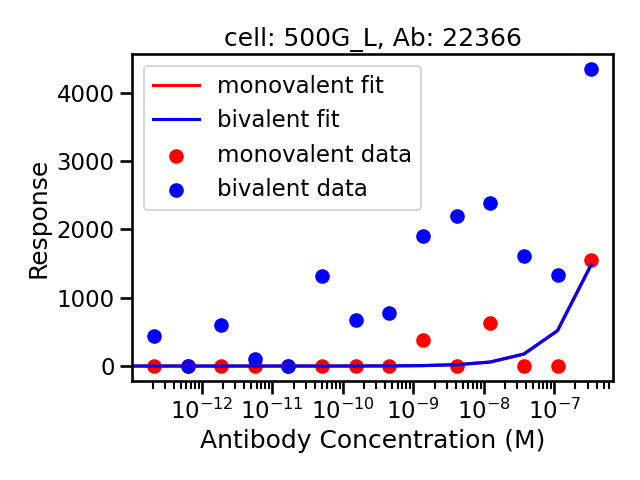 cell: 500G_L, Ab: 22366
monovalent fit
bivalent fit
monovalent data
bivalent data
Response
4000
3000
2000
1000
0
10⁻¹² 10⁻¹¹ 10⁻¹⁰ 10⁻⁹ 10⁻⁸ 10⁻⁷
Antibody Concentration (M)